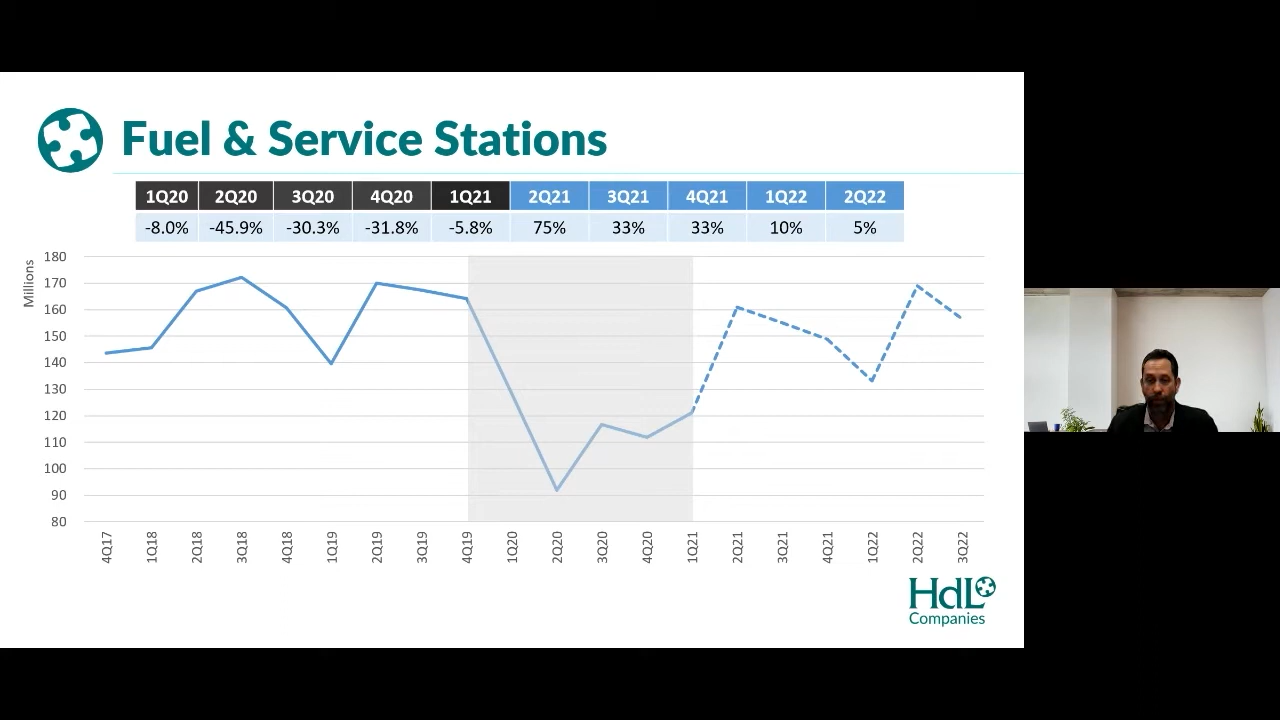 Fuel & Service Stations
1Q20 2Q20 3Q20 4Q20 1Q21 2Q21 3Q21 4Q21 1Q22 2Q22
-8.0% -45.9% -30.3% -31.8% -5.8% 75% 33% 33% 10% 5%
Millions
180
170
160
150
140
130
120
110
100
90
80
4Q17 1Q18 2Q18 3Q18 4Q18 1Q19 2Q19 3Q19 4Q19 1Q20 2Q20 3Q20 4Q20 1Q21 2Q21 3Q21 4Q21 1Q22 2Q22 3Q22
HdL
Companies